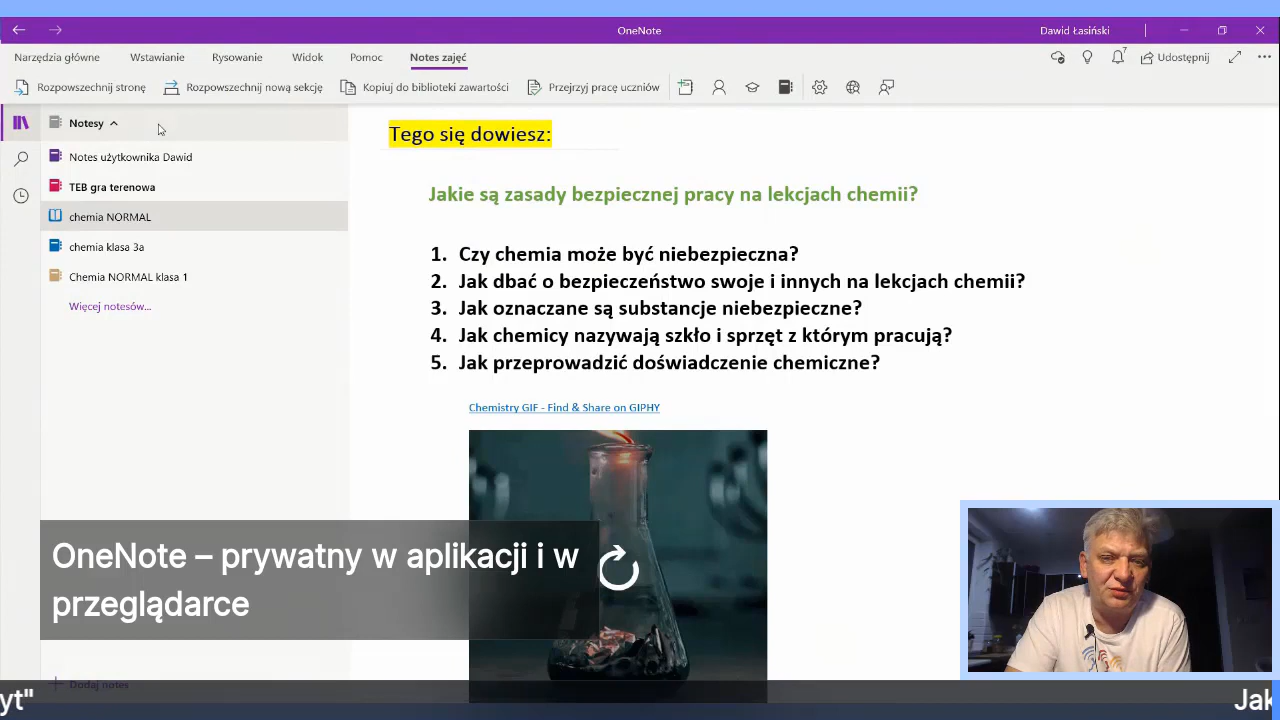 OneNote
Dawid Łasiński
Narzędzia główne
Wstawianie
Rysowanie
Widok
Pomoc
Notes zajęć
7
Udostępnij
Rozpowszechnij stronę
Rozpowszechnij nową sekcję
Kopiuj do biblioteki zawartości
Przejrzyj pracę uczniów
Notesy
Notes użytkownika Dawid
TEB gra terenowa
chemia NORMAL
chemia klasa 3a
Chemia NORMAL klasa 1
Więcej notesów...
Tego się dowiesz:
Jakie są zasady bezpiecznej pracy na lekcjach chemii?
1. Czy chemia może być niebezpieczna?
2. Jak dbać o bezpieczeństwo swoje i innych na lekcjach chemii?
3. Jak oznaczane są substancje niebezpieczne?
4. Jak chemicy nazywają szkło i sprzęt z którym pracują?
5. Jak przeprowadzić doświadczenie chemiczne?
Chemistry GIF - Find & Share on GIPHY
OneNote – prywatny w aplikacji i w
przeglądarce
Dodaj notes
yt"
Jak